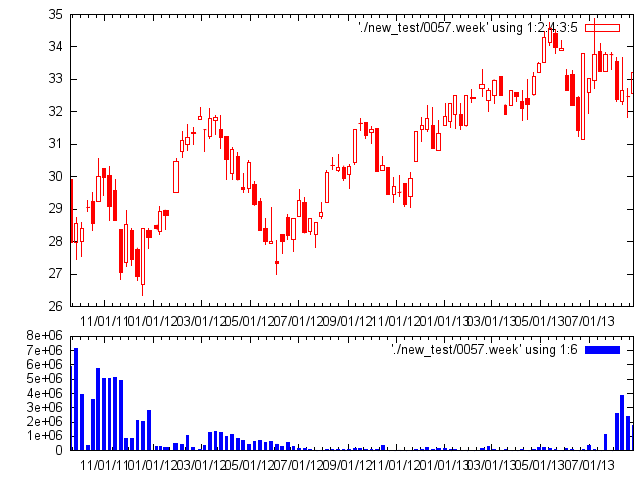 35
'./new_test/0057.week' using 1:2:4:3:5
34
33
32
31
30
29
28
27
26
11/01/11 01/01/12 03/01/12 05/01/12 07/01/12 09/01/12 11/01/12 01/01/13 03/01/13 05/01/13 07/01/13
8e+06
'./new_test/0057.week' using 1:6
7e+06
6e+06
5e+06
4e+06
3e+06
2e+06
1e+06
0
11/01/11 01/01/12 03/01/12 05/01/12 07/01/12 09/01/12 11/01/12 01/01/13 03/01/13 05/01/13 07/01/13